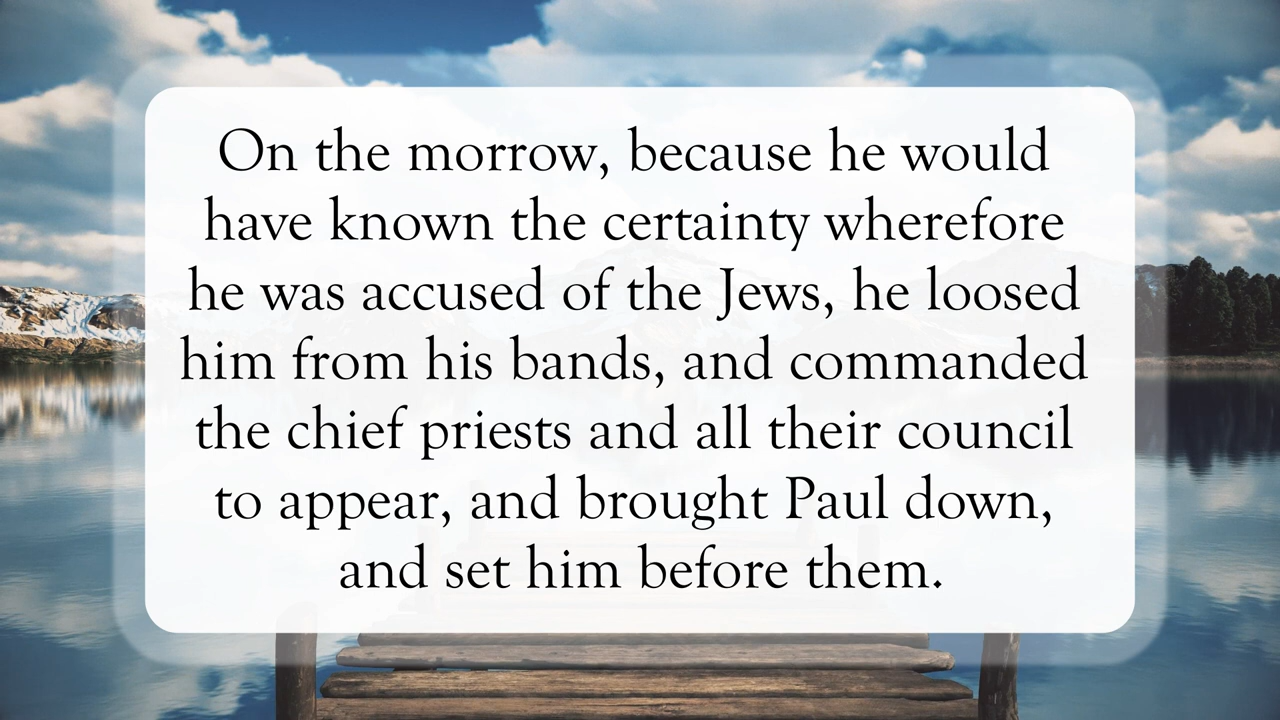 On the morrow, because he would
have known the certainty wherefore
he was accused of the Jews, he loosed
him from his bands, and commanded
the chief priests and all their council
to appear, and brought Paul down,
and set him before them.